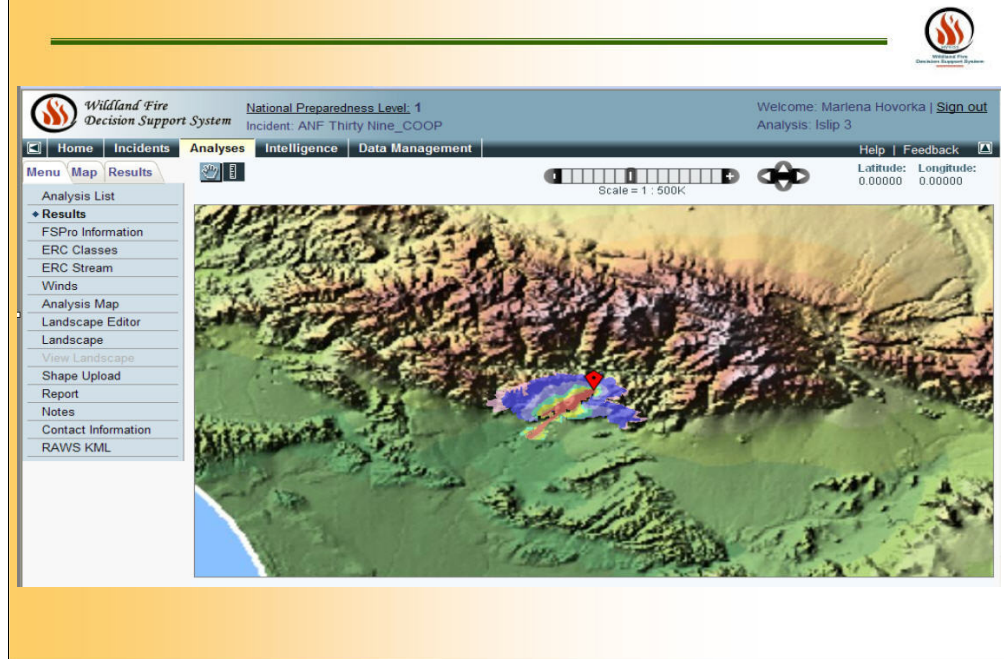 Wildland Fire
Decision Support System
Wildland Fire
Decision Support System
National Preparedness Level: 1
Incident: ANF Thirty Nine_COOP
Welcome: Marlena Hovorka | Sign out
Analysis: Islip 3
Home Incidents Analyses Intelligence Data Management Help | Feedback
Menu Map Results
Scale = 1 : 500K
Latitude: Longitude:
0.00000 0.00000
Analysis List
Results
FSPro Information
ERC Classes
ERC Stream
Winds
Analysis Map
Landscape Editor
Landscape
View Landscape
Shape Upload
Report
Notes
Contact Information
RAWS KML